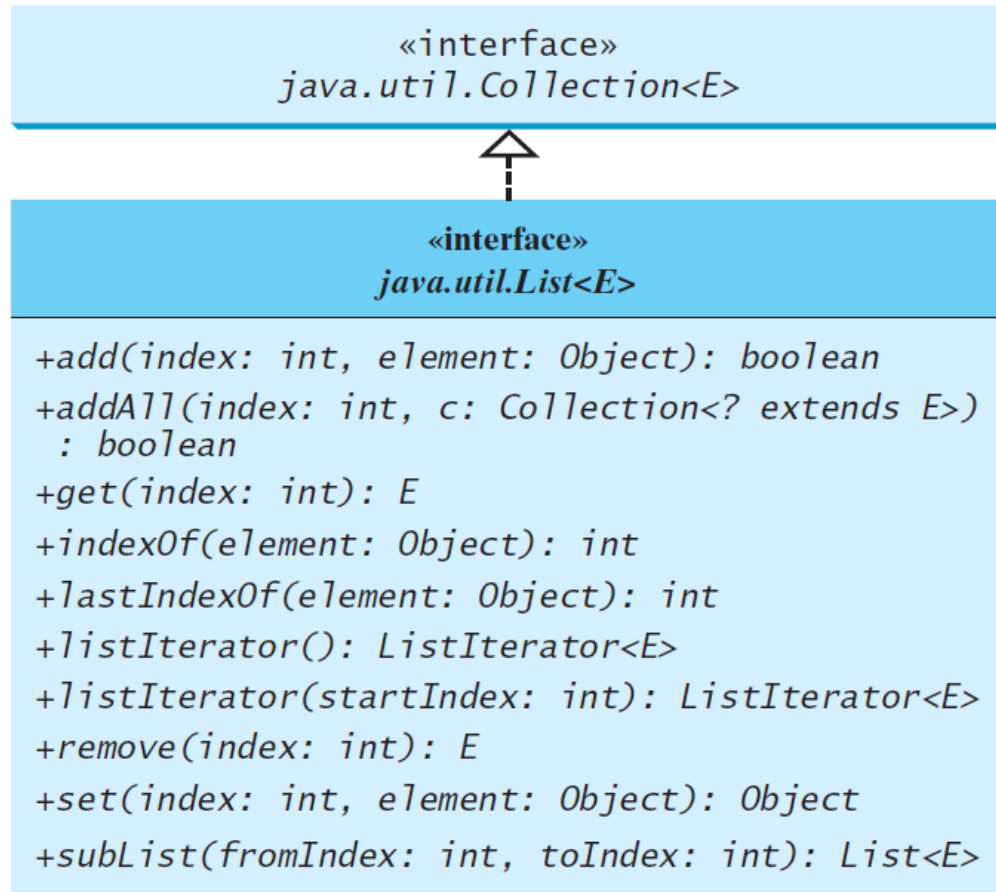 «interface»
java.util.Collection<E>
«interface»
java.util.List<E>
+add(index: int, element: Object): boolean
+addAll(index: int, c: Collection<? extends E>)
: boolean
+get(index: int): E
+indexOf(element: Object): int
+lastIndexOf(element: Object): int
+listIterator(): ListIterator<E>
+listIterator(startIndex: int): ListIterator<E>
+remove(index: int): E
+set(index: int, element: Object): Object
+subList(fromIndex: int, toIndex: int): List<E>